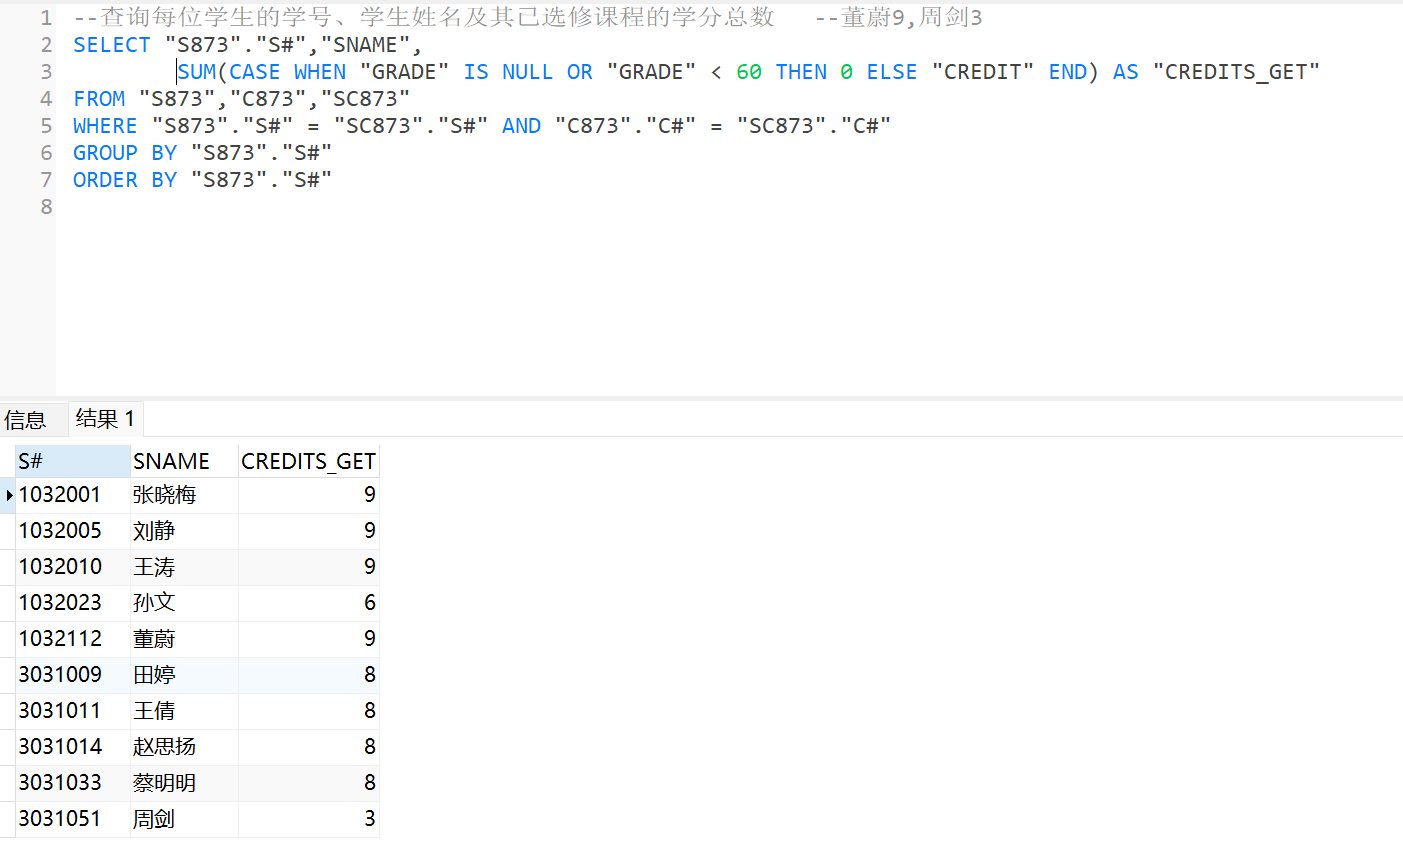 1 --查询每位学生的学号、学生姓名及其已选修课程的学分总数 --董蔚9,周剑3
2 SELECT "S873"."S#","SNAME",
3 SUM(CASE WHEN "GRADE" IS NULL OR "GRADE" < 60 THEN 0 ELSE "CREDIT" END) AS "CREDITS_GET"
4 FROM "S873","C873","SC873"
5 WHERE "S873"."S#" = "SC873"."S#" AND "C873"."C#" = "SC873"."C#"
6 GROUP BY "S873"."S#"
7 ORDER BY "S873"."S#"
8
信息 结果 1
S# SNAME CREDITS_GET
1032001 张晓梅 9
1032005 刘静 9
1032010 王涛 9
1032023 孙文 6
1032112 董蔚 9
3031009 田婷 8
3031011 王倩 8
3031014 赵思扬 8
3031033 蔡明明 8
3031051 周剑 3